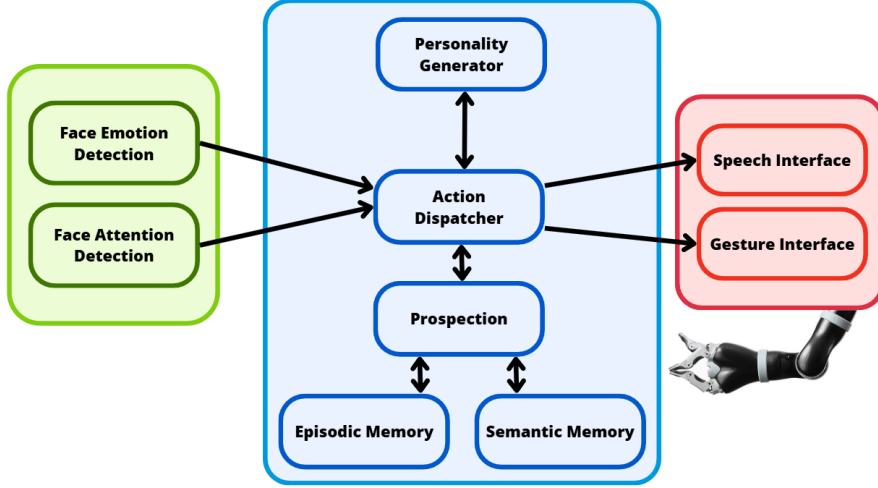 Personality
Generator
Face Emotion
Detection
Face Attention
Detection
Action
Dispatcher
Prospection
Episodic Memory
Semantic Memory
Speech Interface
Gesture Interface